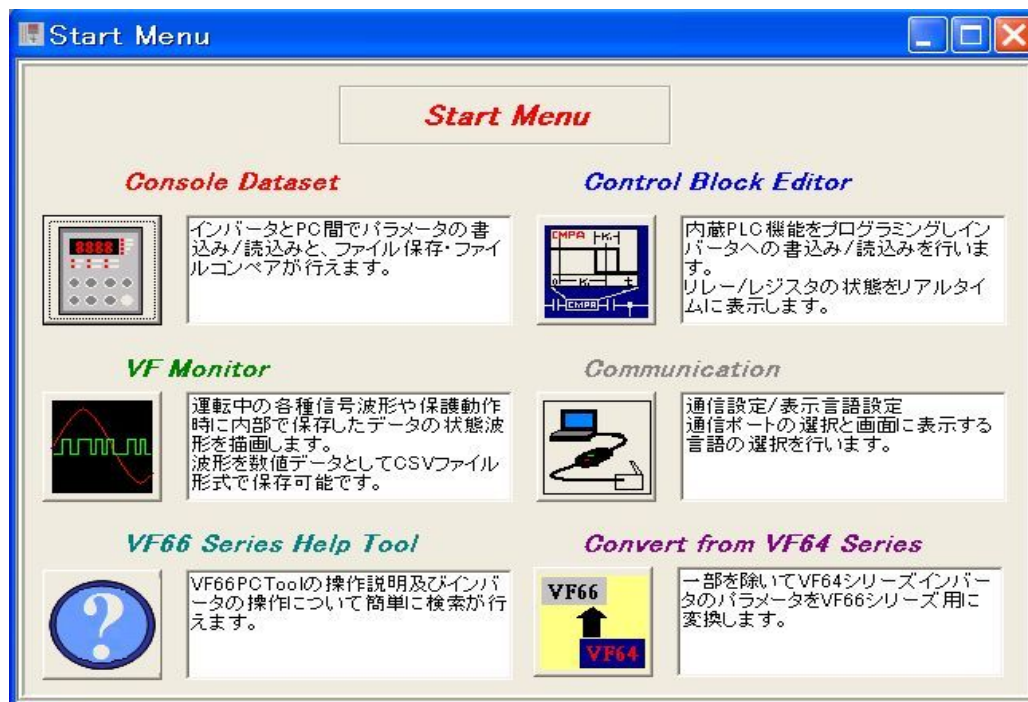 Start Menu
Start Menu
Console Dataset
8888
インバータとPC間でパラメータの書
込み/読込みと、ファイル保存・ファイ
ルコンペアが行えます。
Control Block Editor
CMPA
K
0
K
t
CMPA
内蔵PLC機能をプログラミングしイン
バータへの書込み/読込みを行いま
す。
リレー/レジスタの状態をリアルタイ
ムに表示します。
VF Monitor
運転中の各種信号波形や保護動作
時に内部で保存したデータの状態波
形を描画します。
波形を数値データとしてCSVファイル
形式で保存可能です。
Communication
通信設定/表示言語設定
通信ポートの選択と画面に表示する
言語の選択を行います。
VF66 Series Help Tool
?
VF66PCToolの操作説明及びインバ
ータの操作について簡単に検索が行
えます。
Convert from VF64 Series
VF66
VF64
一部を除いてVF64シリーズインバー
タのパラメータをVF66シリーズ用に
変換します。